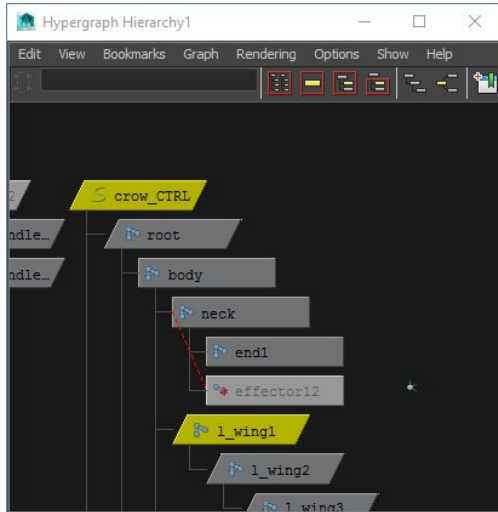 Hypergraph Hierarchy1
Edit View Bookmarks Graph Rendering Options Show Help
crow_CTRL
ndle... root
ndle... body
neck
end1
effector12
l_wing1
l_wing2
l_wing3